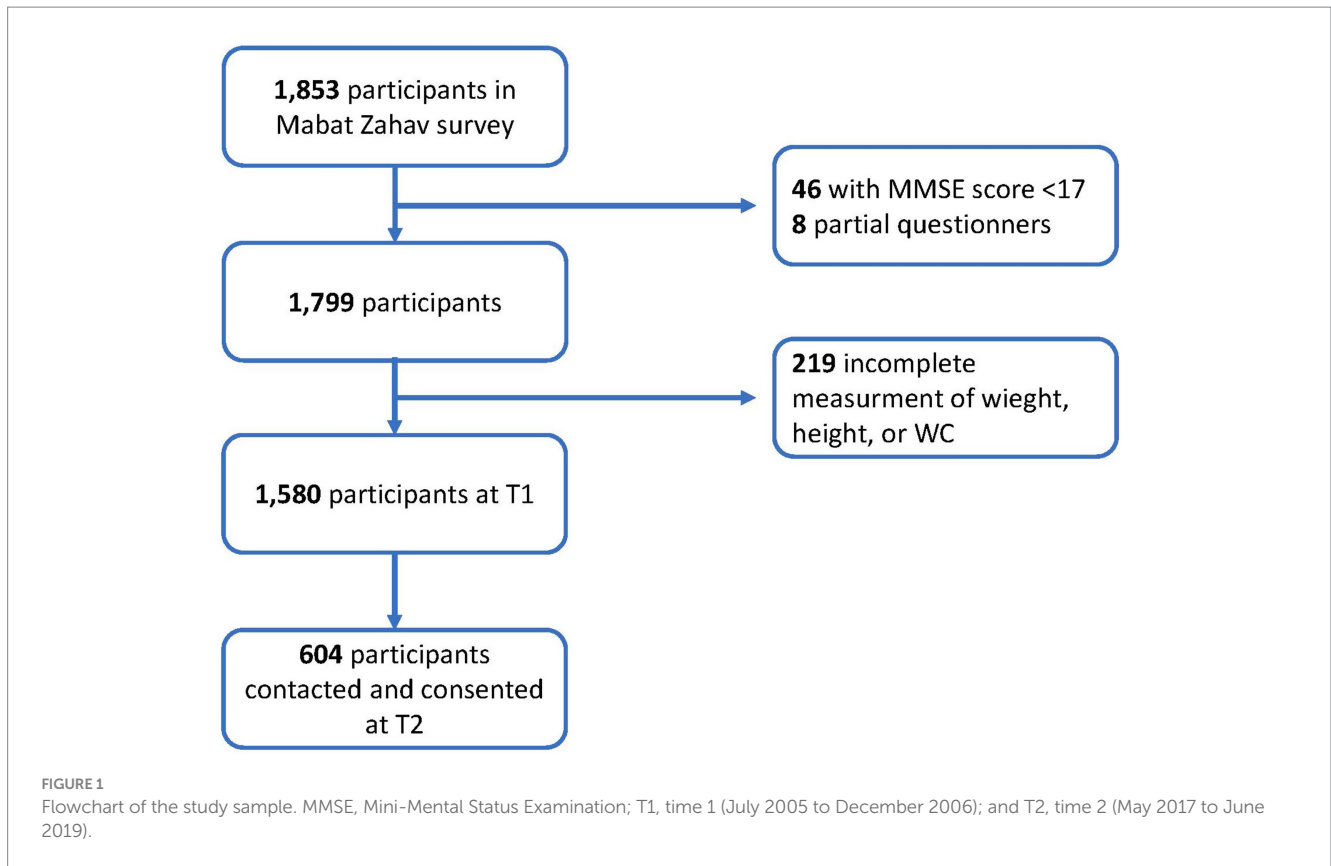 1,853 participants in
Mabat Zahav survey
46 with MMSE score <17
8 partial questionners
1,799 participants
219 incomplete
measurment of wieght,
height, or WC
1,580 participants at T1
604 participants
contacted and consented
at T2
FIGURE 1
Flowchart of the study sample. MMSE, Mini-Mental Status Examination; T1, time 1 (July 2005 to December 2006); and T2, time 2 (May 2017 to June
2019).